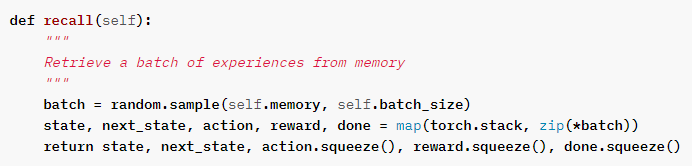 def recall(self):
    """
    Retrieve a batch of experiences from memory
    """
    batch = random.sample(self.memory, self.batch_size)
    state, next_state, action, reward, done = map(torch.stack, zip(*batch))
    return state, next_state, action.squeeze(), reward.squeeze(), done.squeeze()